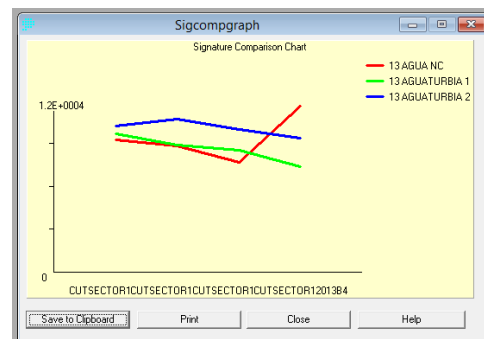 Sigcompgraph
Signature Comparison Chart
13 AGUA NC
13 AGUATURBIA 1
13 AGUATURBIA 2
1.2E+0004
0
CUTSECTOR1CUTSECTOR1CUTSECTOR1CUTSECTOR12013B4
Save to Clipboard Print Close Help